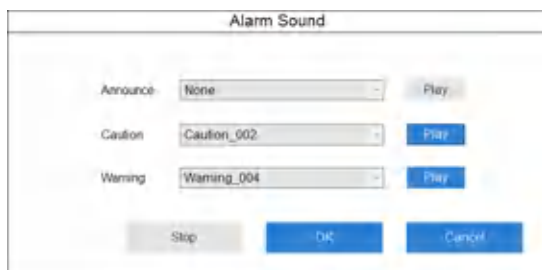 Alarm Sound
Announce None Play
Caution Caution_002 Play
Warning Warning_004 Play
Stop OK Cancel